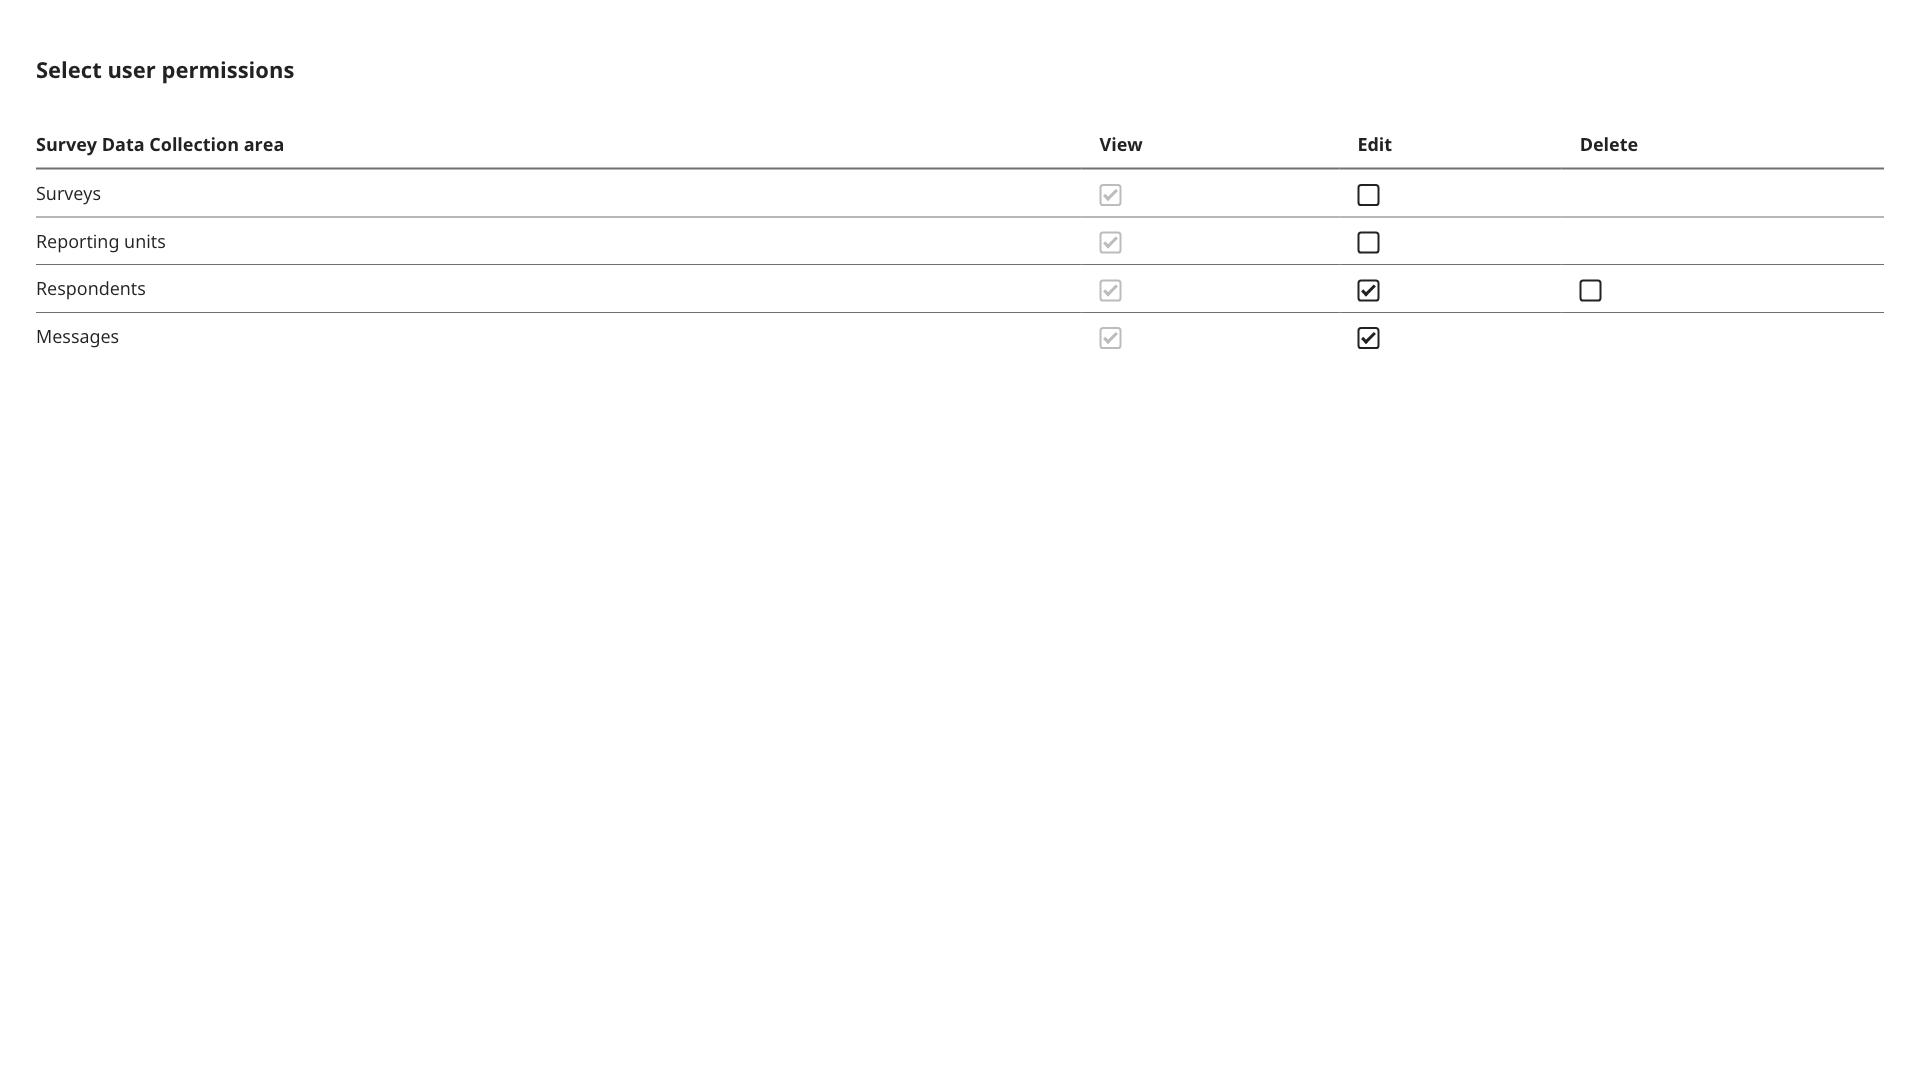 Select user permissions
Survey Data Collection area View Edit Delete
Surveys
Reporting units
Respondents
Messages